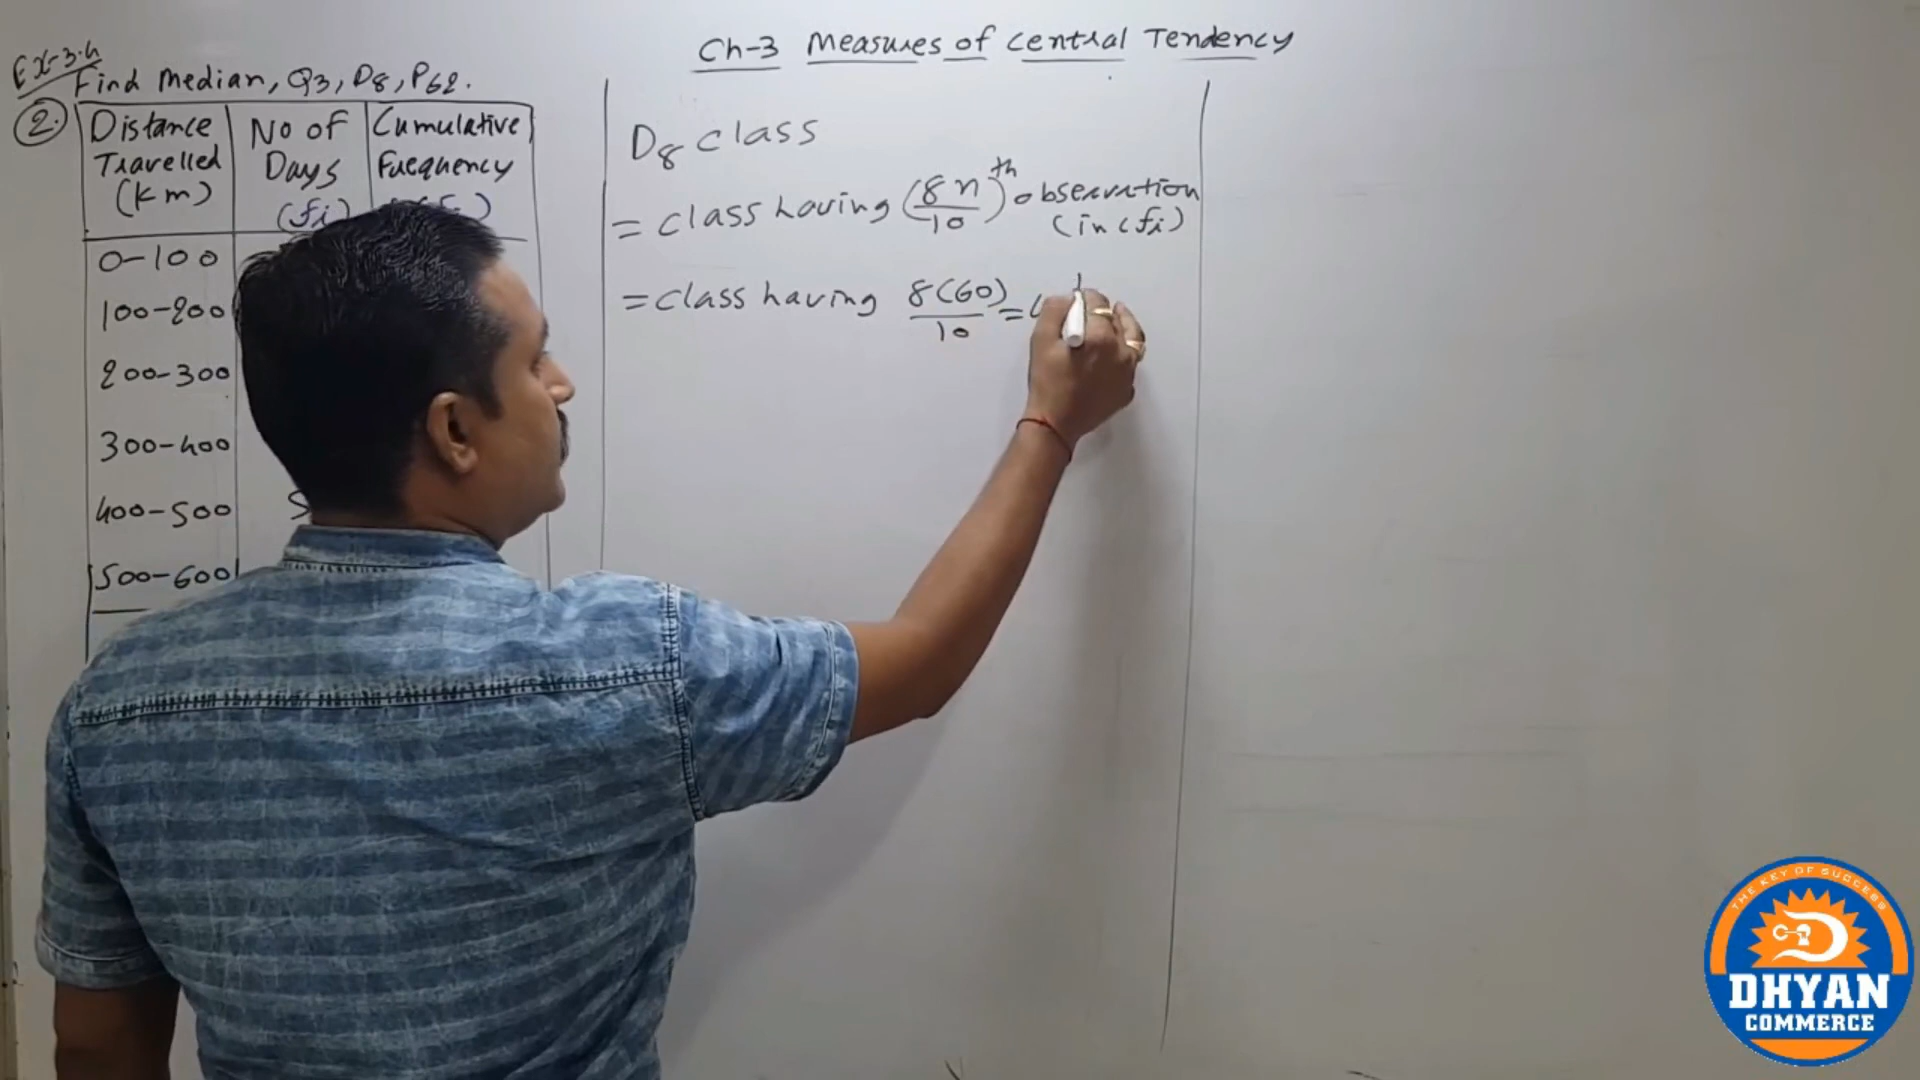 Ch-3 Measures of Central Tendency
Ex-3.4
Find Median, Q3, D8, P62.
2.
Distance Travelled (Km)
No of Days (fi)
Cumulative Frequency
0-100
100-200
200-300
300-400
400-500
500-600
D8 class
= class having (8n/10)th observation
(in cfi)
= class having 8(60)/10 =
THE KEY OF SUCCESS
DHYAN
COMMERCE